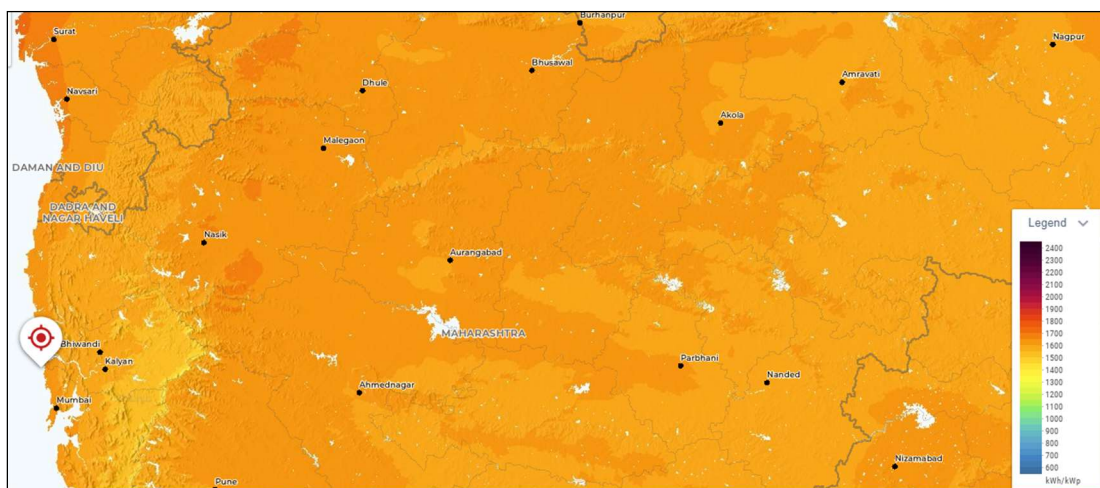 Burhanpur
Surat
Nagpur
Bhusawal
Amravati
Dhule
Navsari
Akola
Malegaon
DAMAN AND DIU
DADRA AND
NAGAR HAVELI
Nasik
Legend
Aurangabad
MAHARASHTRA
Bhiwandi
Kalyan
Parbhani
Nanded
Ahmednagar
Mumbai
Nizamabad
Pune
2400
2300
2200
2100
2000
1900
1800
1700
1600
1500
1400
1300
1200
1100
1000
900
800
700
600
kWh/kWp